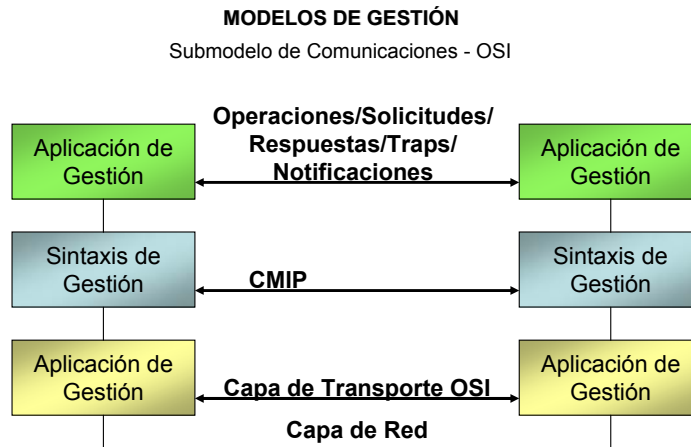 MODELOS DE GESTIÓN
Submodelo de Comunicaciones - OSI
Operaciones/Solicitudes/
Respuestas/Traps/
Notificaciones
Aplicación de
Gestión
Aplicación de
Gestión
Sintaxis de
Gestión
CMIP
Sintaxis de
Gestión
Aplicación de
Gestión
Capa de Transporte OSI
Aplicación de
Gestión
Capa de Red